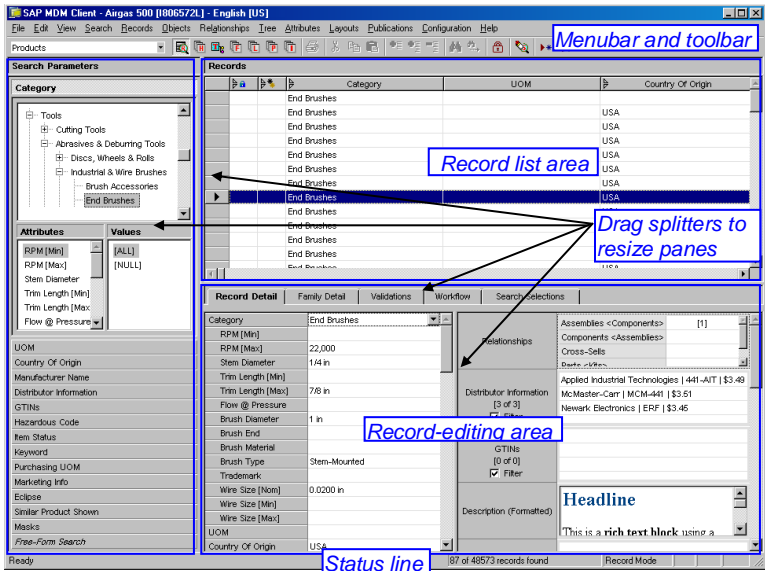 SAP MDM Client - Airgas 500 [I806572L] - English [US]
File Edit View Search Records Objects Relationships Tree Attributes Layouts Publications Configuration Help
Products
Menubar and toolbar
Search Parameters
Category
Tools
Cutting Tools
Abrasives & Deburring Tools
Discs, Wheels & Rolls
Industrial & Wire Brushes
Brush Accessories
End Brushes
Attributes Values
RPM [Min] [ALL]
RPM [Max] [NULL]
Stem Diameter
Trim Length [Min]
Trim Length [Max
Flow @ Pressure
UOM
Country Of Origin
Manufacturer Name
Distributor Information
GTINs
Hazardous Code
Item Status
Keyword
Purchasing UOM
Marketing Info
Eclipse
Similar Product Shown
Masks
Free-Form Search
Records
Category UOM Country Of Origin
End Brushes
End Brushes USA
End Brushes USA
End Brushes USA
End Brushes USA
End Brushes USA
End Brushes USA
End Brushes USA
End Brushes USA
End Brushes
End Brushes
End Brushes
End Brushes USA
Record list area
Drag splitters to
resize panes
Record Detail Family Detail Validations Workflow Search Selections
Category End Brushes
RPM [Min]
RPM [Max] 22,000
Stem Diameter 1/4 in
Trim Length [Min]
Trim Length [Max] 7/8 in
Flow @ Pressure
Brush Diameter 1 in
Brush End
Brush Material
Brush Type Stem-Mounted
Trademark
Wire Size [Nom] 0.0200 in
Wire Size [Min]
Wire Size [Max]
UOM
Country Of Origin USA
Relationships
Assemblies <Components> [1]
Components <Assemblies>
Cross-Sells
Parts <Kits>
Distributor Information
[3 of 3]
Filter
Applied Industrial Technologies | 441-AIT | $3.49
McMaster-Carr | MCM-441 | $3.51
Newark Electronics | ERF | $3.45
Record-editing area
GTINs
[0 of 0]
Filter
Description (Formatted)
Headline
This is a rich text block using a
Status line
Ready 87 of 48573 records found Record Mode